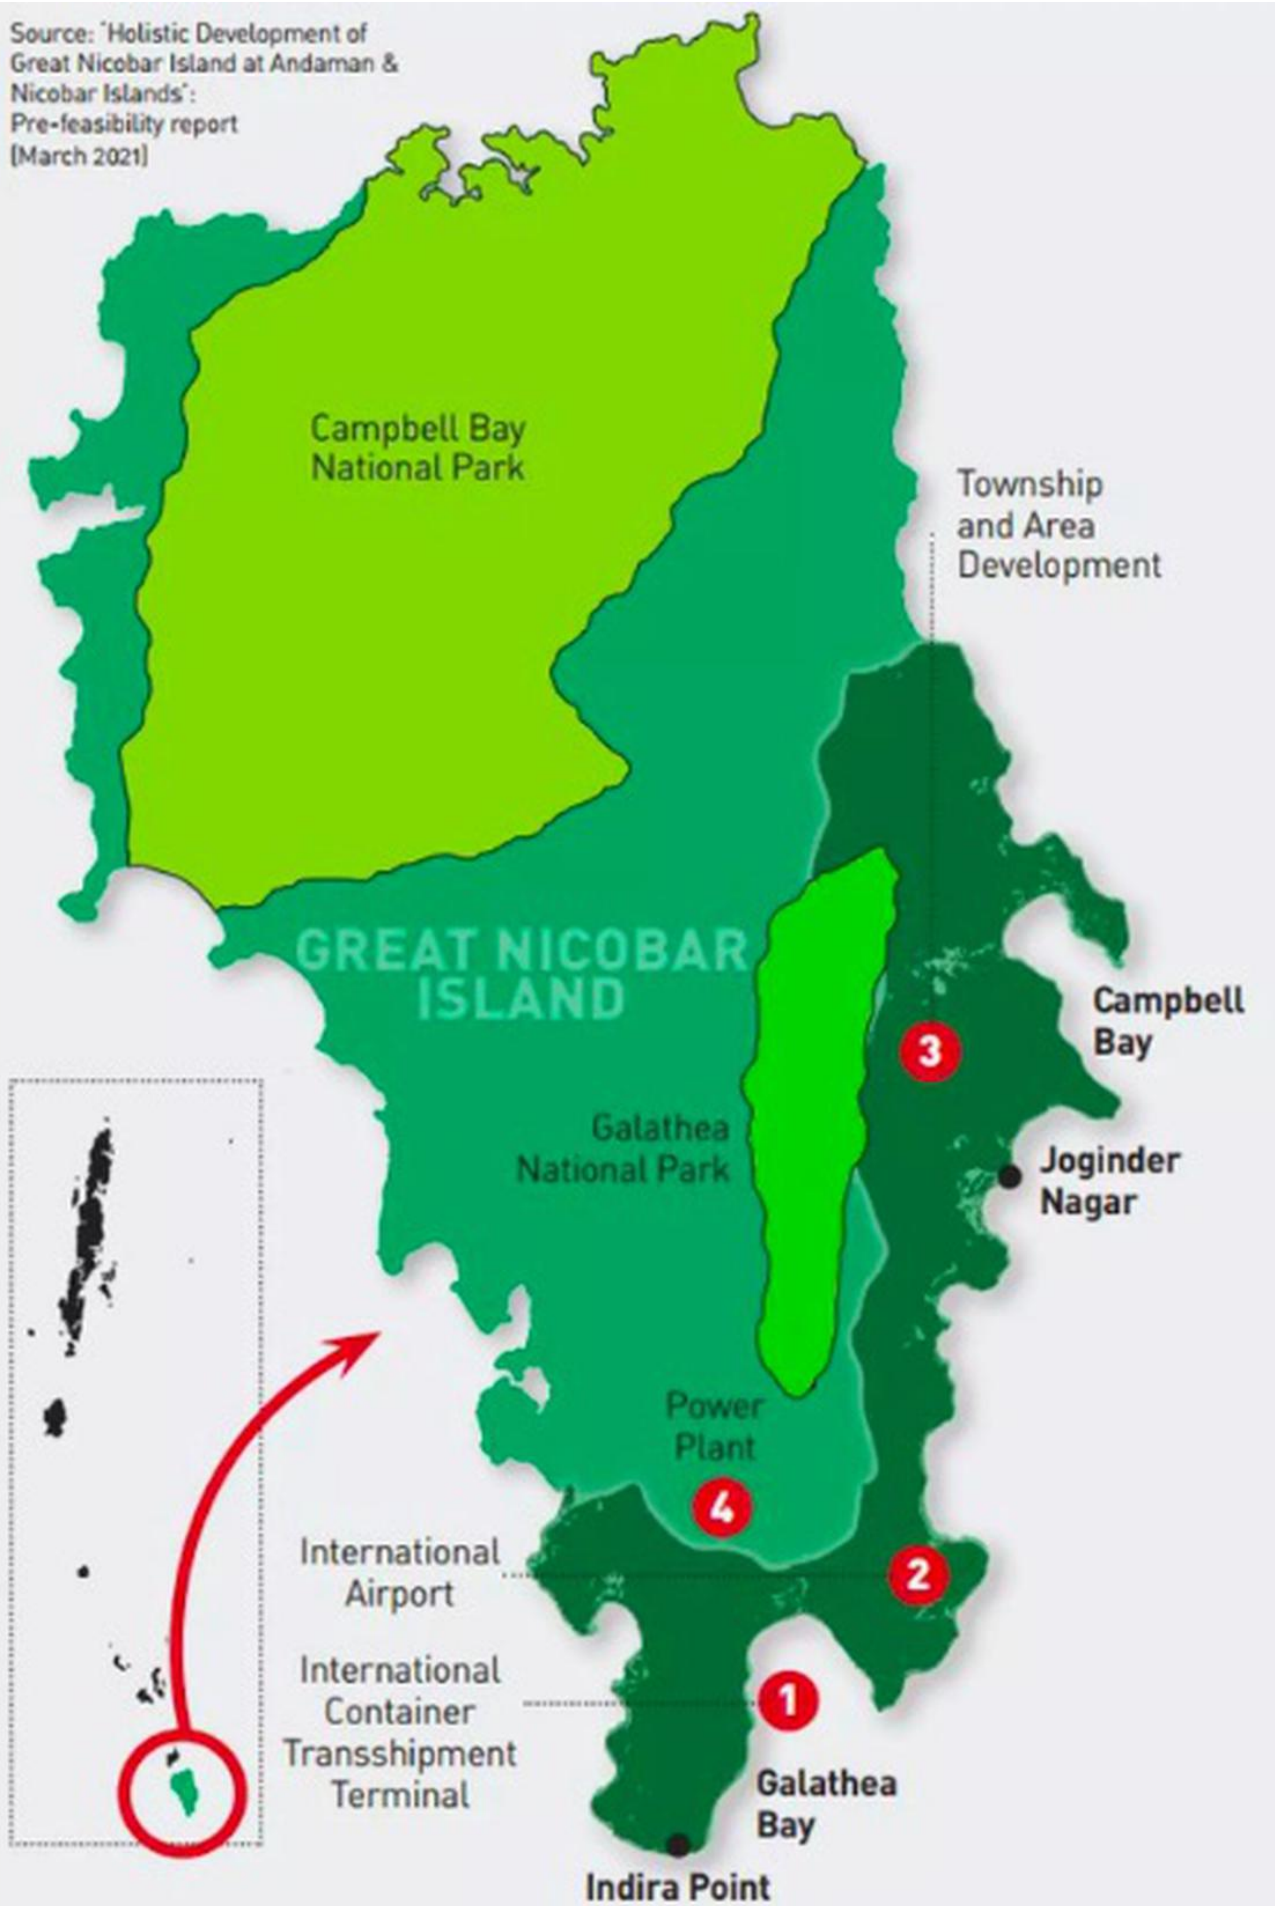 Source: 'Holistic Development of
Great Nicobar Island at Andaman &
Nicobar Islands':
Pre-feasibility report
(March 2021)
Campbell Bay
National Park
Township
and Area
Development
GREAT NICOBAR
ISLAND
Campbell
Bay
3
Galathea
National Park
Joginder
Nagar
Power
Plant
4
International
Airport
2
International
Container
Transshipment
Terminal
1
Galathea
Bay
Indira Point